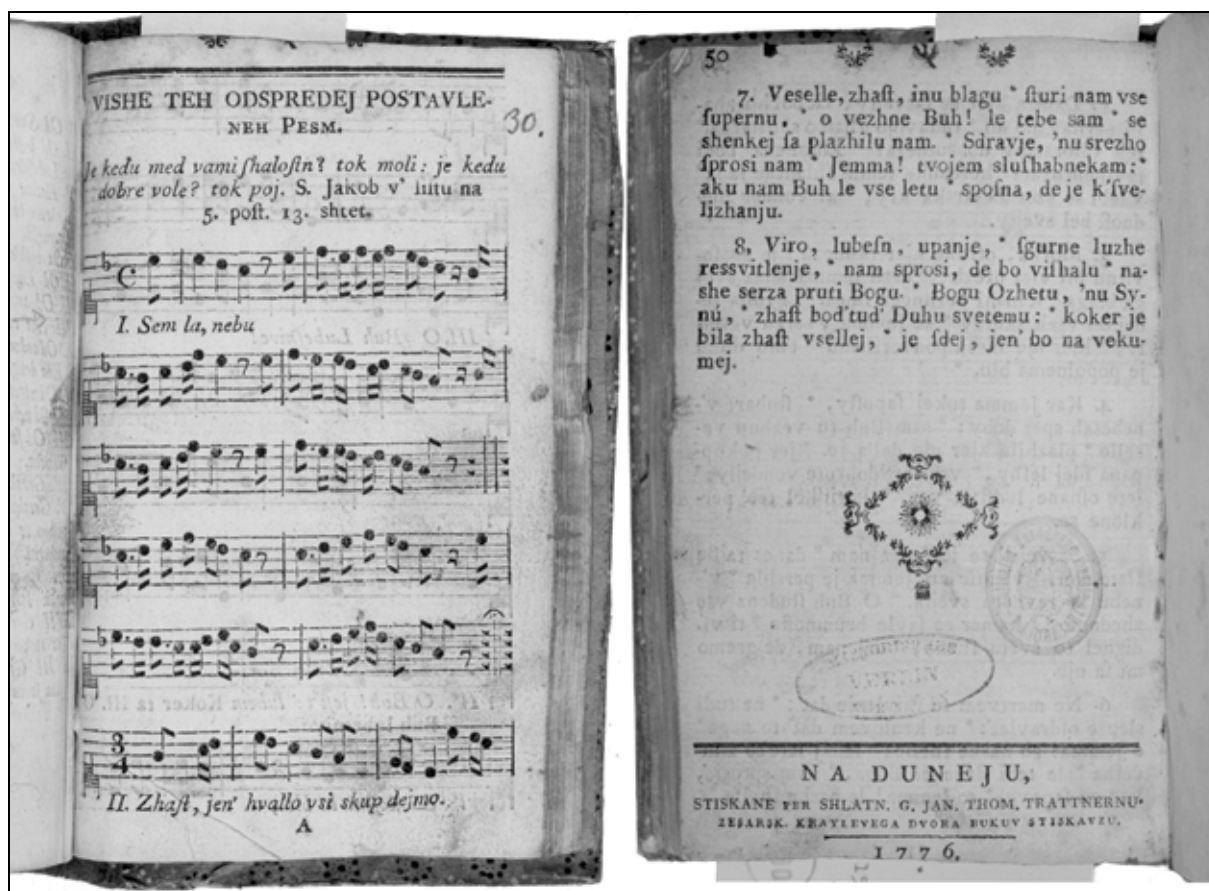 VISHE TEH ODSPREDEJ POSTAVLE-
NEH PESM.
30.
Je kedu med vami ſhaloſtn? tok moli: je kedu
dobre vole? tok poj. S. Jakob v' liſtu na
5. poſt. 13. shtet.
I. Sem la, nebu
3
4
II. Zhaſt, jen' hvallo vsi skup dejmo.
A
50
7. Veselle, zhaſt, inu blagu * ſturi nam vse
ſupernu, * o vezhne Buh! le tebe sam * se
shenkej ſa plazhilu nam. * Sdravje, 'nu srezho
ſprosi nam * Jemma! tvojem sluſhabnekam: *
aku nam Buh le vse letu * spoſna, de je k'ſve-
lizhanju.
8, Viro, lubeſn, upanje, * ſgurne luzhe
ressvitlenje, * nam sprosi, de bo viſhalu * na-
she serza pruti Bogu. * Bogu Ozhetu, 'nu Sy-
nú, * zhaſt bod' tud' Duhu svetemu: * koker je
bila zhaſt vsellej, * je ſdej, jen' bo na veku-
mej.
BERLIN
NA DUNEJU,
STISKANE PER SHLATN. G. JAN. THOM. TRATTNERNU-
ZESARSK. KRAYLEVEGA DVORA BUKUV STISKAVZU.
1776.